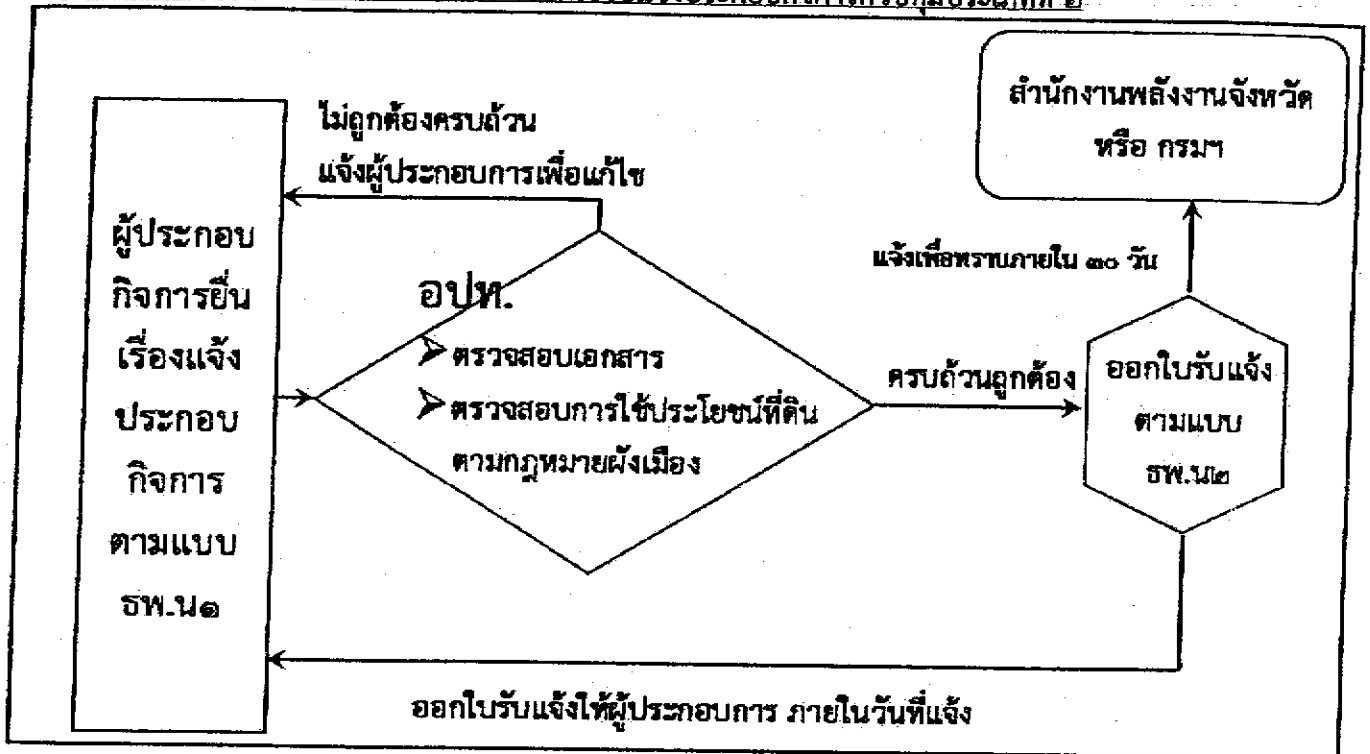 สำนักงานพลังงานจังหวัด
หรือ กรมฯ
ไม่ถูกต้องครบถ้วน
แจ้งผู้ประกอบการเพื่อแก้ไข
ผู้ประกอบ
กิจการยื่น
เรื่องแจ้ง
ประกอบ
กิจการ
ตามแบบ
ธพ.น๑
อปท.
➢ตรวจสอบเอกสาร
➢ตรวจสอบการใช้ประโยชน์ที่ดิน
ตามกฎหมายผังเมือง
แจ้งเพื่อทราบภายใน ๓๐ วัน
ครบถ้วนถูกต้อง
ออกใบรับแจ้ง
ตามแบบ
ธพ.น๒
ออกใบรับแจ้งให้ผู้ประกอบการ ภายในวันที่แจ้ง